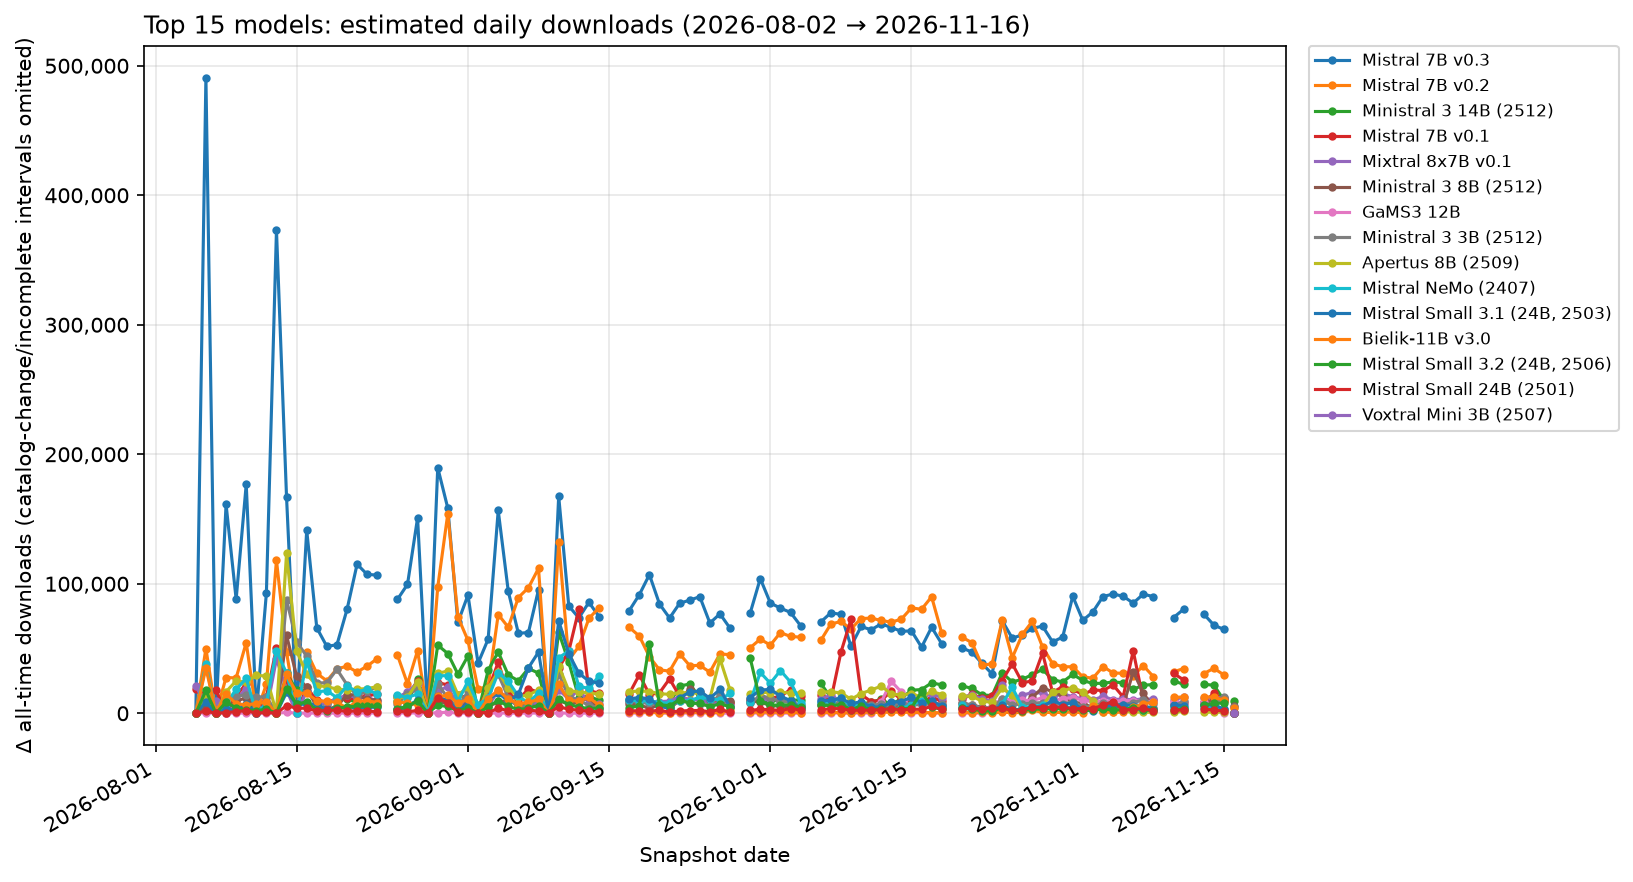 Top 15 models: estimated daily downloads (2026-08-02 → 2026-11-16)
Δ all-time downloads (catalog-change/incomplete intervals omitted)
500,000
400,000
300,000
200,000
100,000
0
2026-08-01
2026-08-15
2026-09-01
2026-09-15
2026-10-01
2026-10-15
2026-11-01
2026-11-15
Snapshot date
Mistral 7B v0.3
Mistral 7B v0.2
Ministral 3 14B (2512)
Mistral 7B v0.1
Mixtral 8x7B v0.1
Ministral 3 8B (2512)
GaMS3 12B
Ministral 3 3B (2512)
Apertus 8B (2509)
Mistral NeMo (2407)
Mistral Small 3.1 (24B, 2503)
Bielik-11B v3.0
Mistral Small 3.2 (24B, 2506)
Mistral Small 24B (2501)
Voxtral Mini 3B (2507)